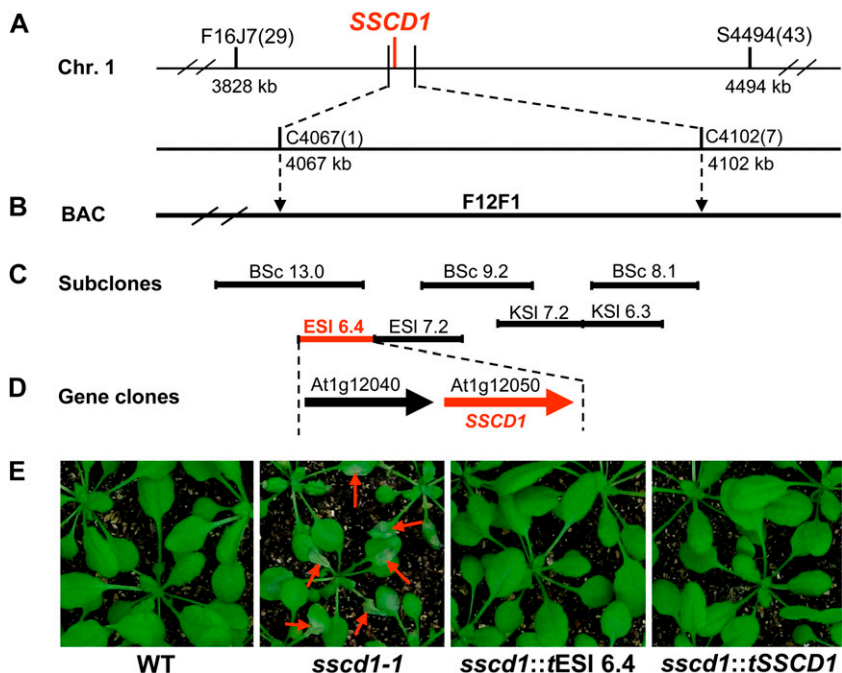 A
F16J7(29)
SSCD1
S4494(43)
Chr. 1
3828 kb
4494 kb
C4067(1)
C4102(7)
4067 kb
4102 kb
B
BAC
F12F1
C
Subclones
BSc 13.0
BSc 9.2
BSc 8.1
ESI 6.4
ESI 7.2
KSI 7.2
KSI 6.3
D
Gene clones
At1g12040
At1g12050
SSCD1
E
WT
sscd1-1
sscd1::tESI 6.4
sscd1::tSSCD1